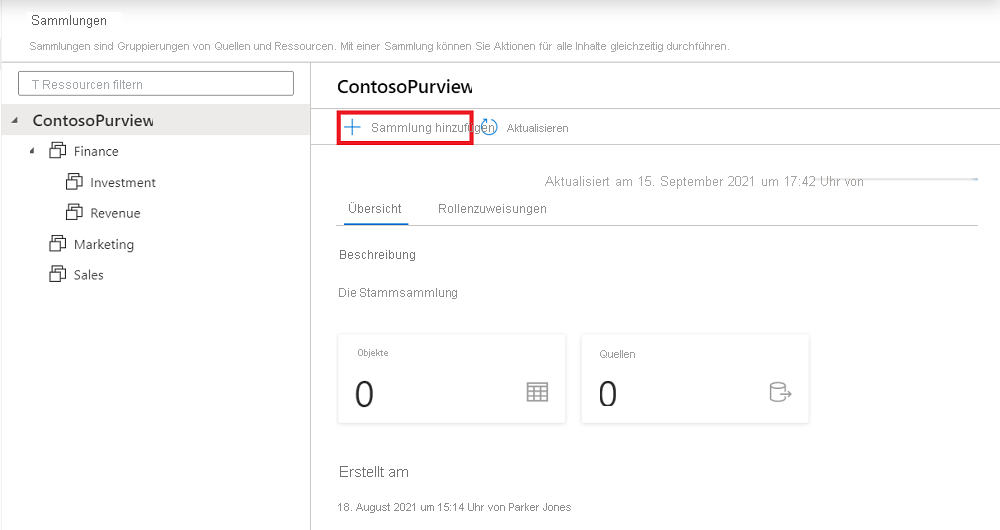 Sammlungen
Sammlungen sind Gruppierungen von Quellen und Ressourcen. Mit einer Sammlung können Sie Aktionen für alle Inhalte gleichzeitig durchführen.
T Ressourcen filtern
ContosoPurview
Finance
Investment
Revenue
Marketing
Sales
ContosoPurview
Sammlung hinzufügen Aktualisieren
Aktualisiert am 15. September 2021 um 17:42 Uhr von
Übersicht Rollenzuweisungen
Beschreibung
Die Stammsammlung
Objekte
0
Quellen
0
Erstellt am
18. August 2021 um 15:14 Uhr von Parker Jones